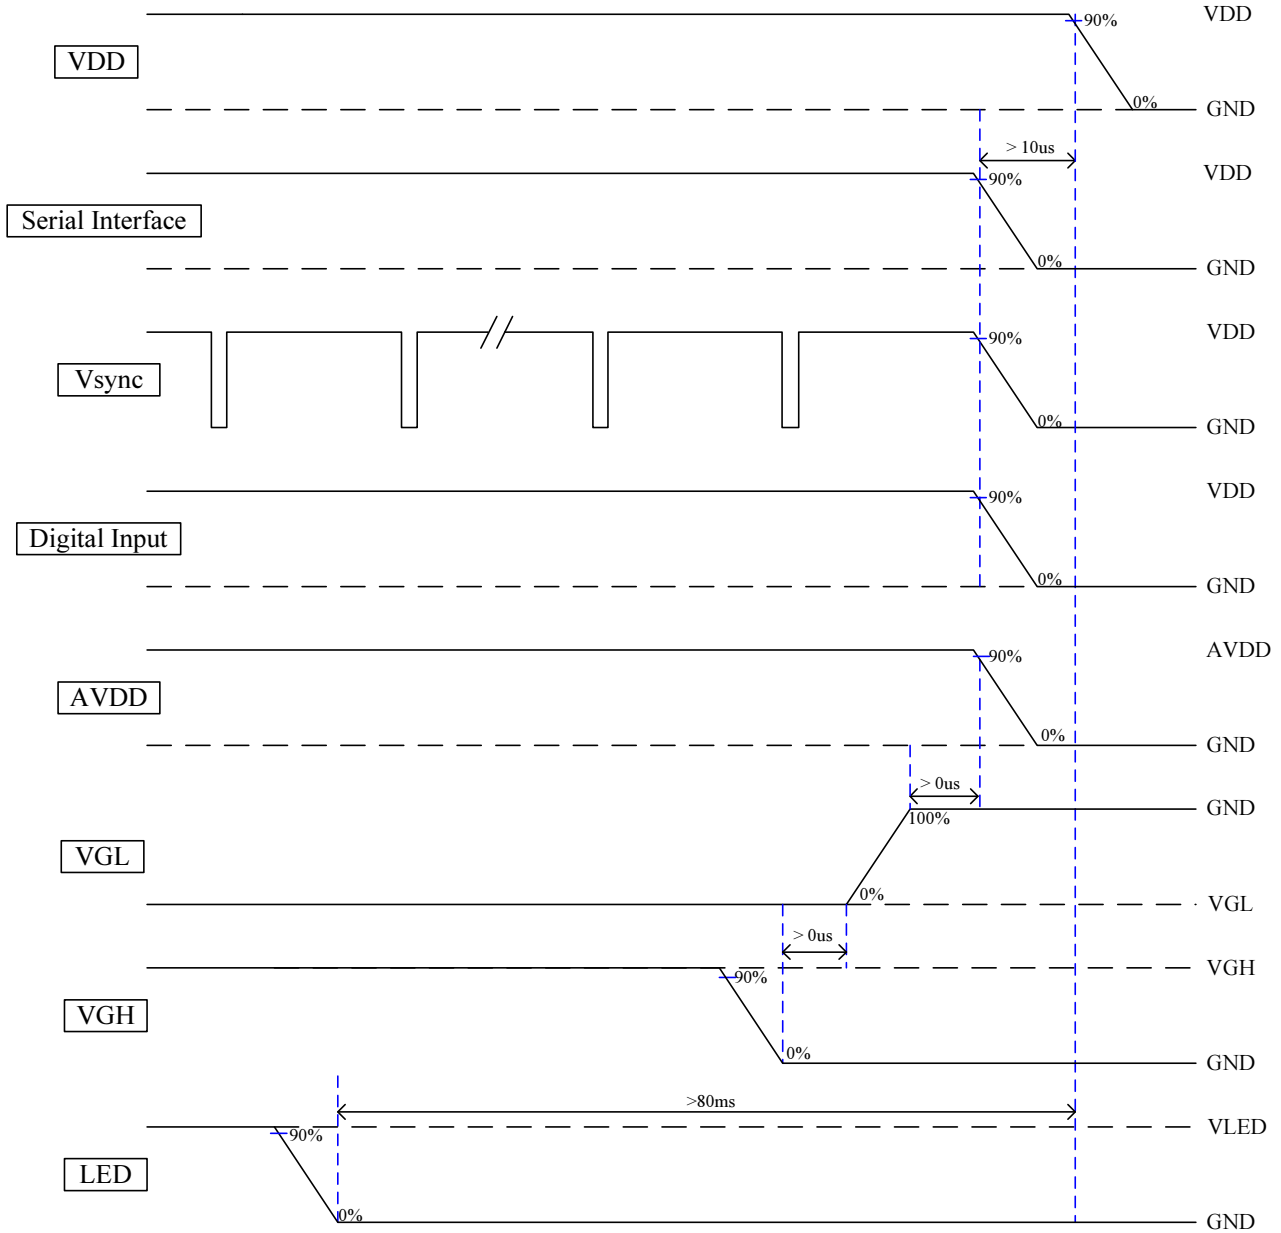 VDD
90%
VDD
0%
GND
> 10us
VDD
90%
Serial Interface
0%
GND
VDD
90%
Vsync
0%
GND
VDD
90%
Digital Input
0%
GND
AVDD
90%
AVDD
0%
GND
> 0us
100%
GND
VGL
0%
VGL
> 0us
VGH
90%
VGH
0%
GND
>80ms
VLED
90%
LED
0%
GND